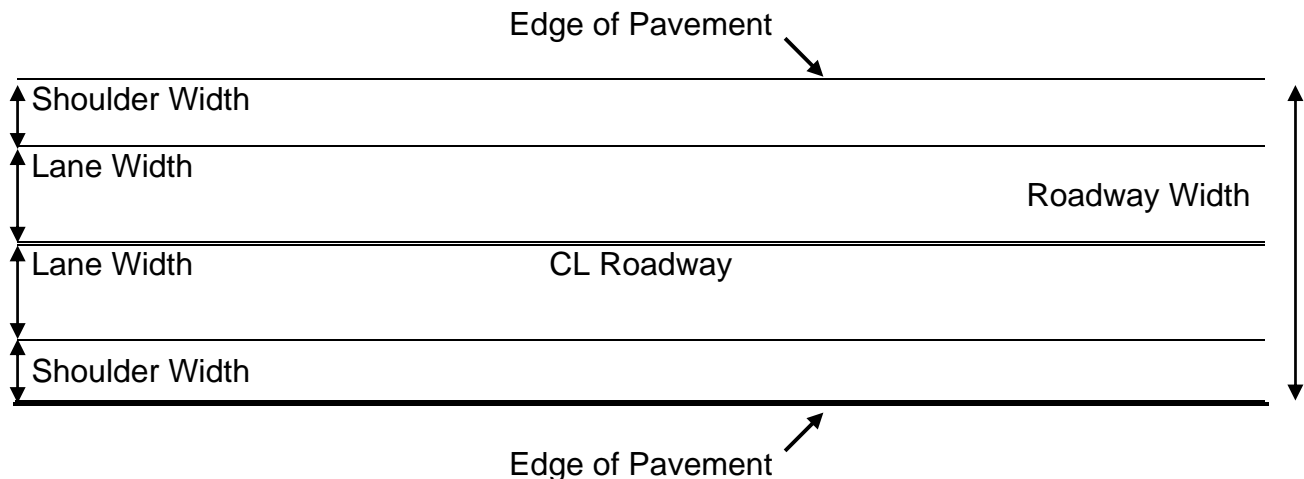 Edge of Pavement
Shoulder Width
Lane Width
Roadway Width
Lane Width
CL Roadway
Shoulder Width
Edge of Pavement